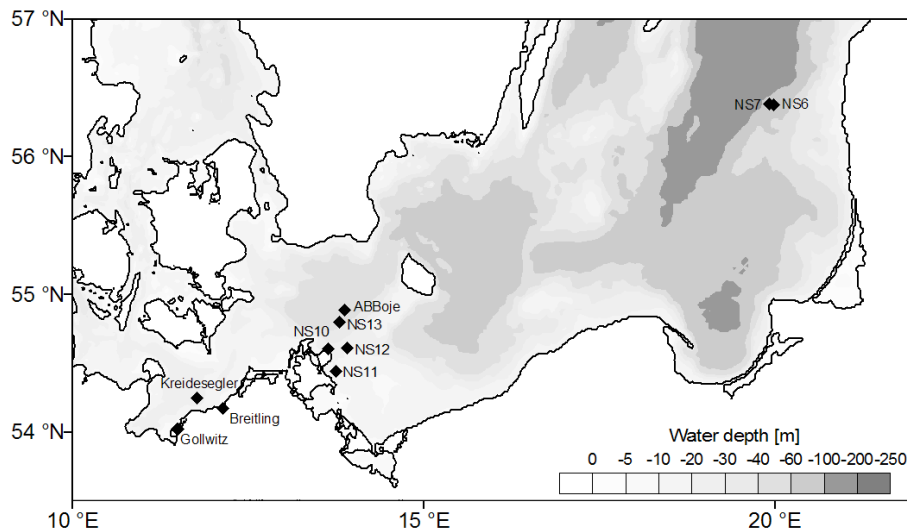 57 °N
NS7 NS6
56 °N
55 °N
ABBoje
NS13
NS10
NS12
NS11
Kreidesegler
Breitling
54 °N
Gollwitz
Water depth [m]
0 -5 -10 -20 -30 -40 -60 -100 -200 -250
10 °E 15 °E 20 °E